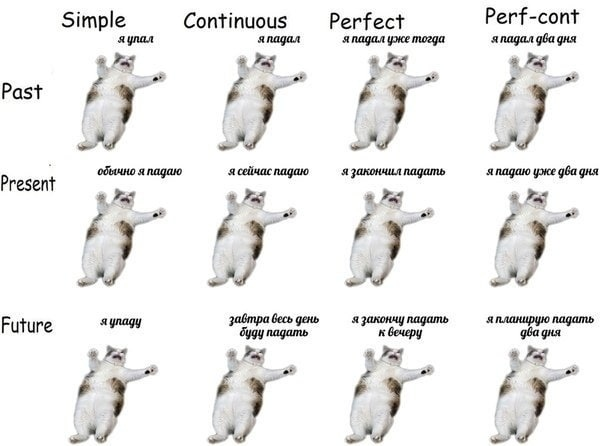 Simple Continuous Perfect Perf-cont
я упал я падал я падал уже тогда я падал два дня
Past
обычно я падаю я сейчас падаю я закончил падать я падаю уже два дня
Present
Future
я упаду
завтра весь день
буду падать
я закончу падать
к вечеру
я планирую падать
два дня